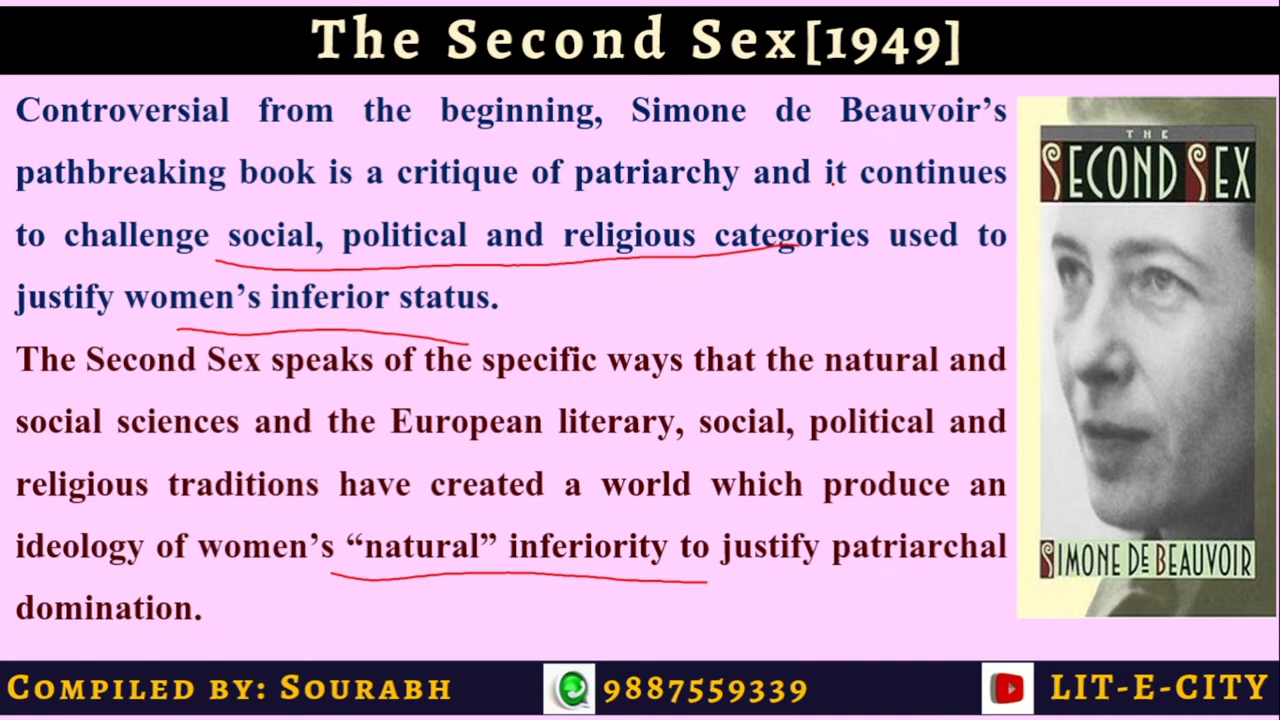 The Second Sex[1949]
Controversial from the beginning, Simone de Beauvoir’s
pathbreaking book is a critique of patriarchy and it continues
to challenge social, political and religious categories used to
justify women’s inferior status.
The Second Sex speaks of the specific ways that the natural and
social sciences and the European literary, social, political and
religious traditions have created a world which produce an
ideology of women’s “natural” inferiority to justify patriarchal
domination.
THE
SECOND SEX
SIMONE DE BEAUVOIR
COMPILED BY: SOURABH
9887559339
LIT-E-CITY